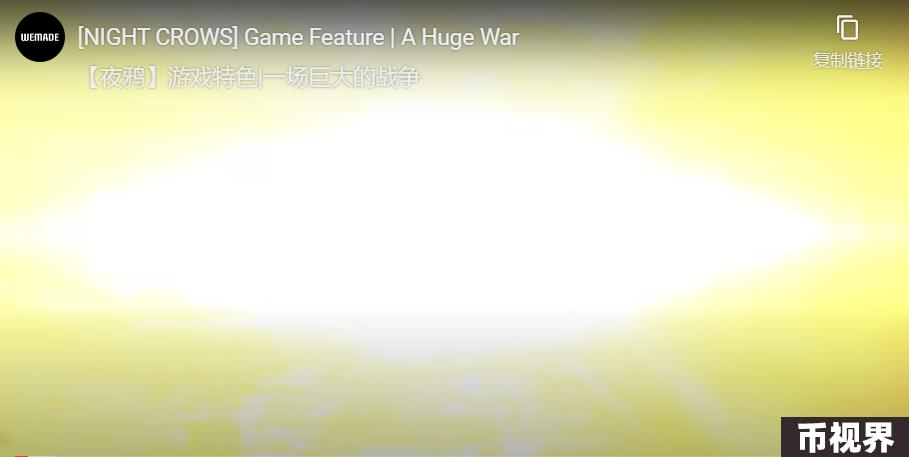 WEMADE
[NIGHT CROWS] Game Feature | A Huge War
【夜鸦】游戏特色|一场巨大的战争
复制链接
币视界